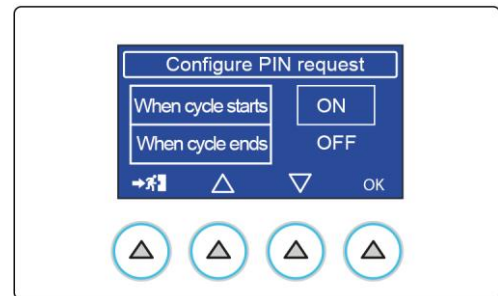 Configure PIN request
When cycle starts ON
When cycle ends OFF
OK